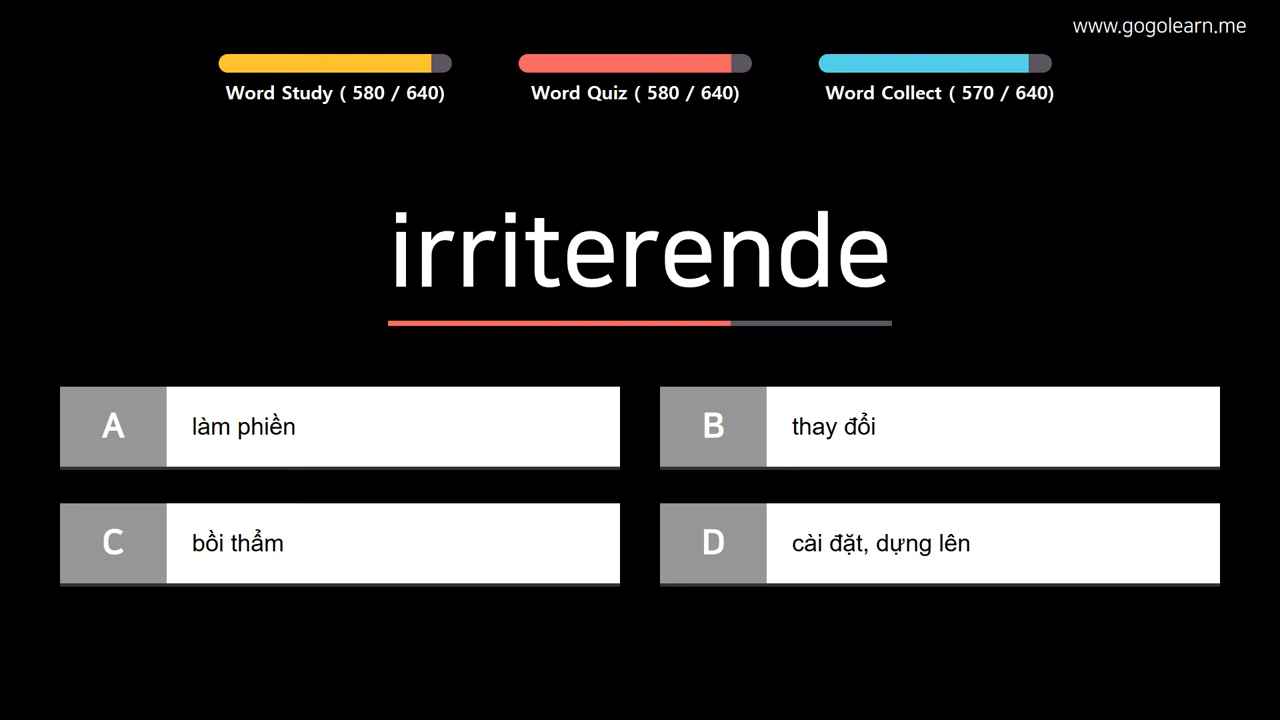 www.gogolearn.me
Word Study ( 580 / 640)
Word Quiz ( 580 / 640)
Word Collect ( 570 / 640)
irriterende
A làm phiền
B thay đổi
C bồi thẩm
D cài đặt, dựng lên